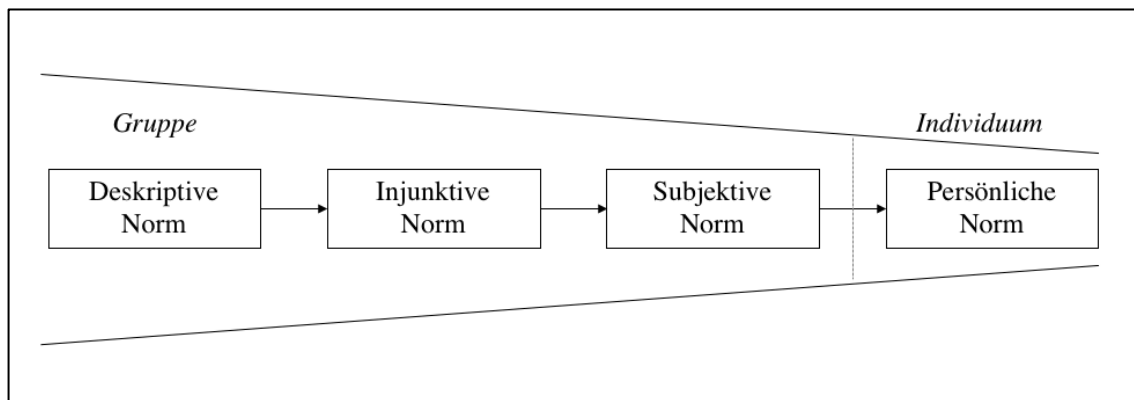 Gruppe
Individuum
Deskriptive
Norm
Injunktive
Norm
Subjektive
Norm
Persönliche
Norm